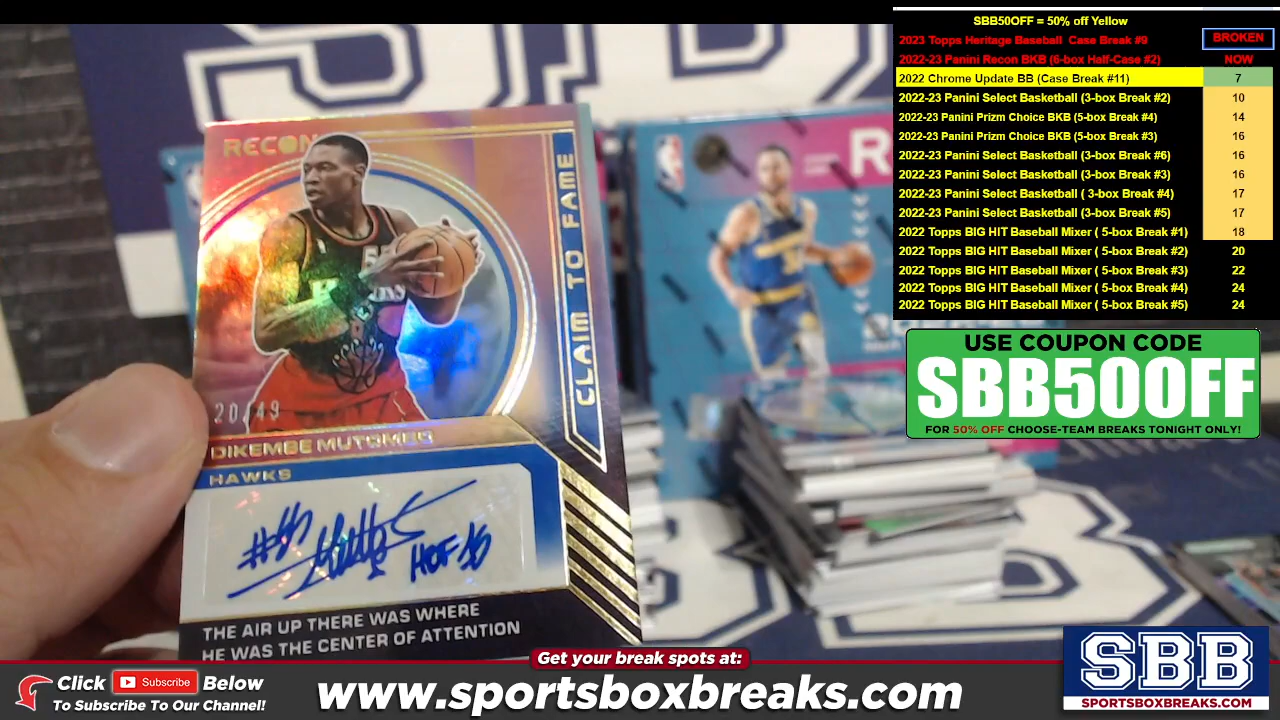 SBB50OFF = 50% off Yellow
2023 Topps Heritage Baseball Case Break #9 BROKEN
2022-23 Panini Recon BKB (6-box Half-Case #2) NOW
2022 Chrome Update BB (Case Break #11) 7
2022-23 Panini Select Basketball (3-box Break #2) 10
2022-23 Panini Prizm Choice BKB (5-box Break #4) 14
2022-23 Panini Prizm Choice BKB (5-box Break #3) 16
2022-23 Panini Select Basketball (3-box Break #6) 16
2022-23 Panini Select Basketball (3-box Break #3) 16
2022-23 Panini Select Basketball ( 3-box Break #4) 17
2022-23 Panini Select Basketball (3-box Break #5) 17
2022 Topps BIG HIT Baseball Mixer ( 5-box Break #1) 18
2022 Topps BIG HIT Baseball Mixer ( 5-box Break #2) 20
2022 Topps BIG HIT Baseball Mixer ( 5-box Break #3) 22
2022 Topps BIG HIT Baseball Mixer ( 5-box Break #4) 24
2022 Topps BIG HIT Baseball Mixer ( 5-box Break #5) 24
USE COUPON CODE
SBB50OFF
FOR 50% OFF CHOOSE-TEAM BREAKS TONIGHT ONLY!
RECON
CLAIM TO FAME
20/49
DIKEMBE MUTOMBO
HAWKS
#55
HOF 15
THE AIR UP THERE WAS WHERE
HE WAS THE CENTER OF ATTENTION
Get your break spots at:
Click Subscribe Below
To Subscribe To Our Channel!
www.sportsboxbreaks.com
SBB
SPORTSBOXBREAKS.COM